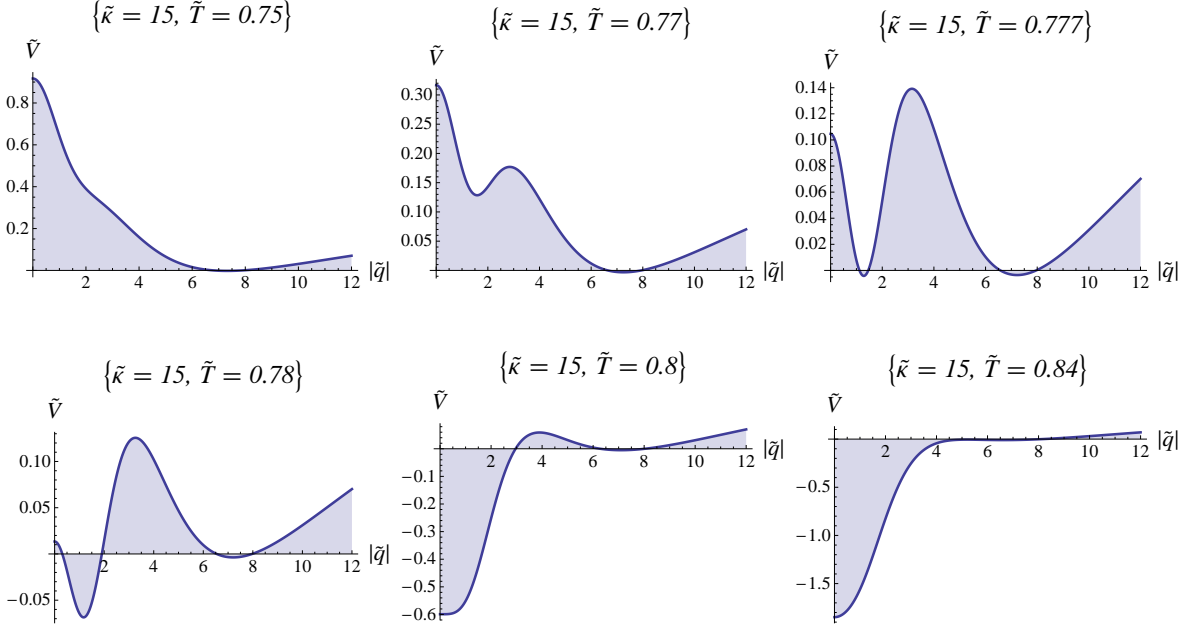 {κ̃ = 15, T̃ = 0.75}
Ṽ
0.8
0.6
0.4
0.2
2 4 6 8 10 12 |q̃|
{κ̃ = 15, T̃ = 0.77}
Ṽ
0.30
0.25
0.20
0.15
0.10
0.05
2 4 6 8 10 12 |q̃|
{κ̃ = 15, T̃ = 0.777}
Ṽ
0.14
0.12
0.10
0.08
0.06
0.04
0.02
2 4 6 8 10 12 |q̃|
{κ̃ = 15, T̃ = 0.78}
Ṽ
0.10
0.05
2 4 6 8 10 12 |q̃|
−0.05
{κ̃ = 15, T̃ = 0.8}
Ṽ
2 4 6 8 10 12 |q̃|
−0.1
−0.2
−0.3
−0.4
−0.5
−0.6
{κ̃ = 15, T̃ = 0.84}
Ṽ
2 4 6 8 10 12 |q̃|
−0.5
−1.0
−1.5